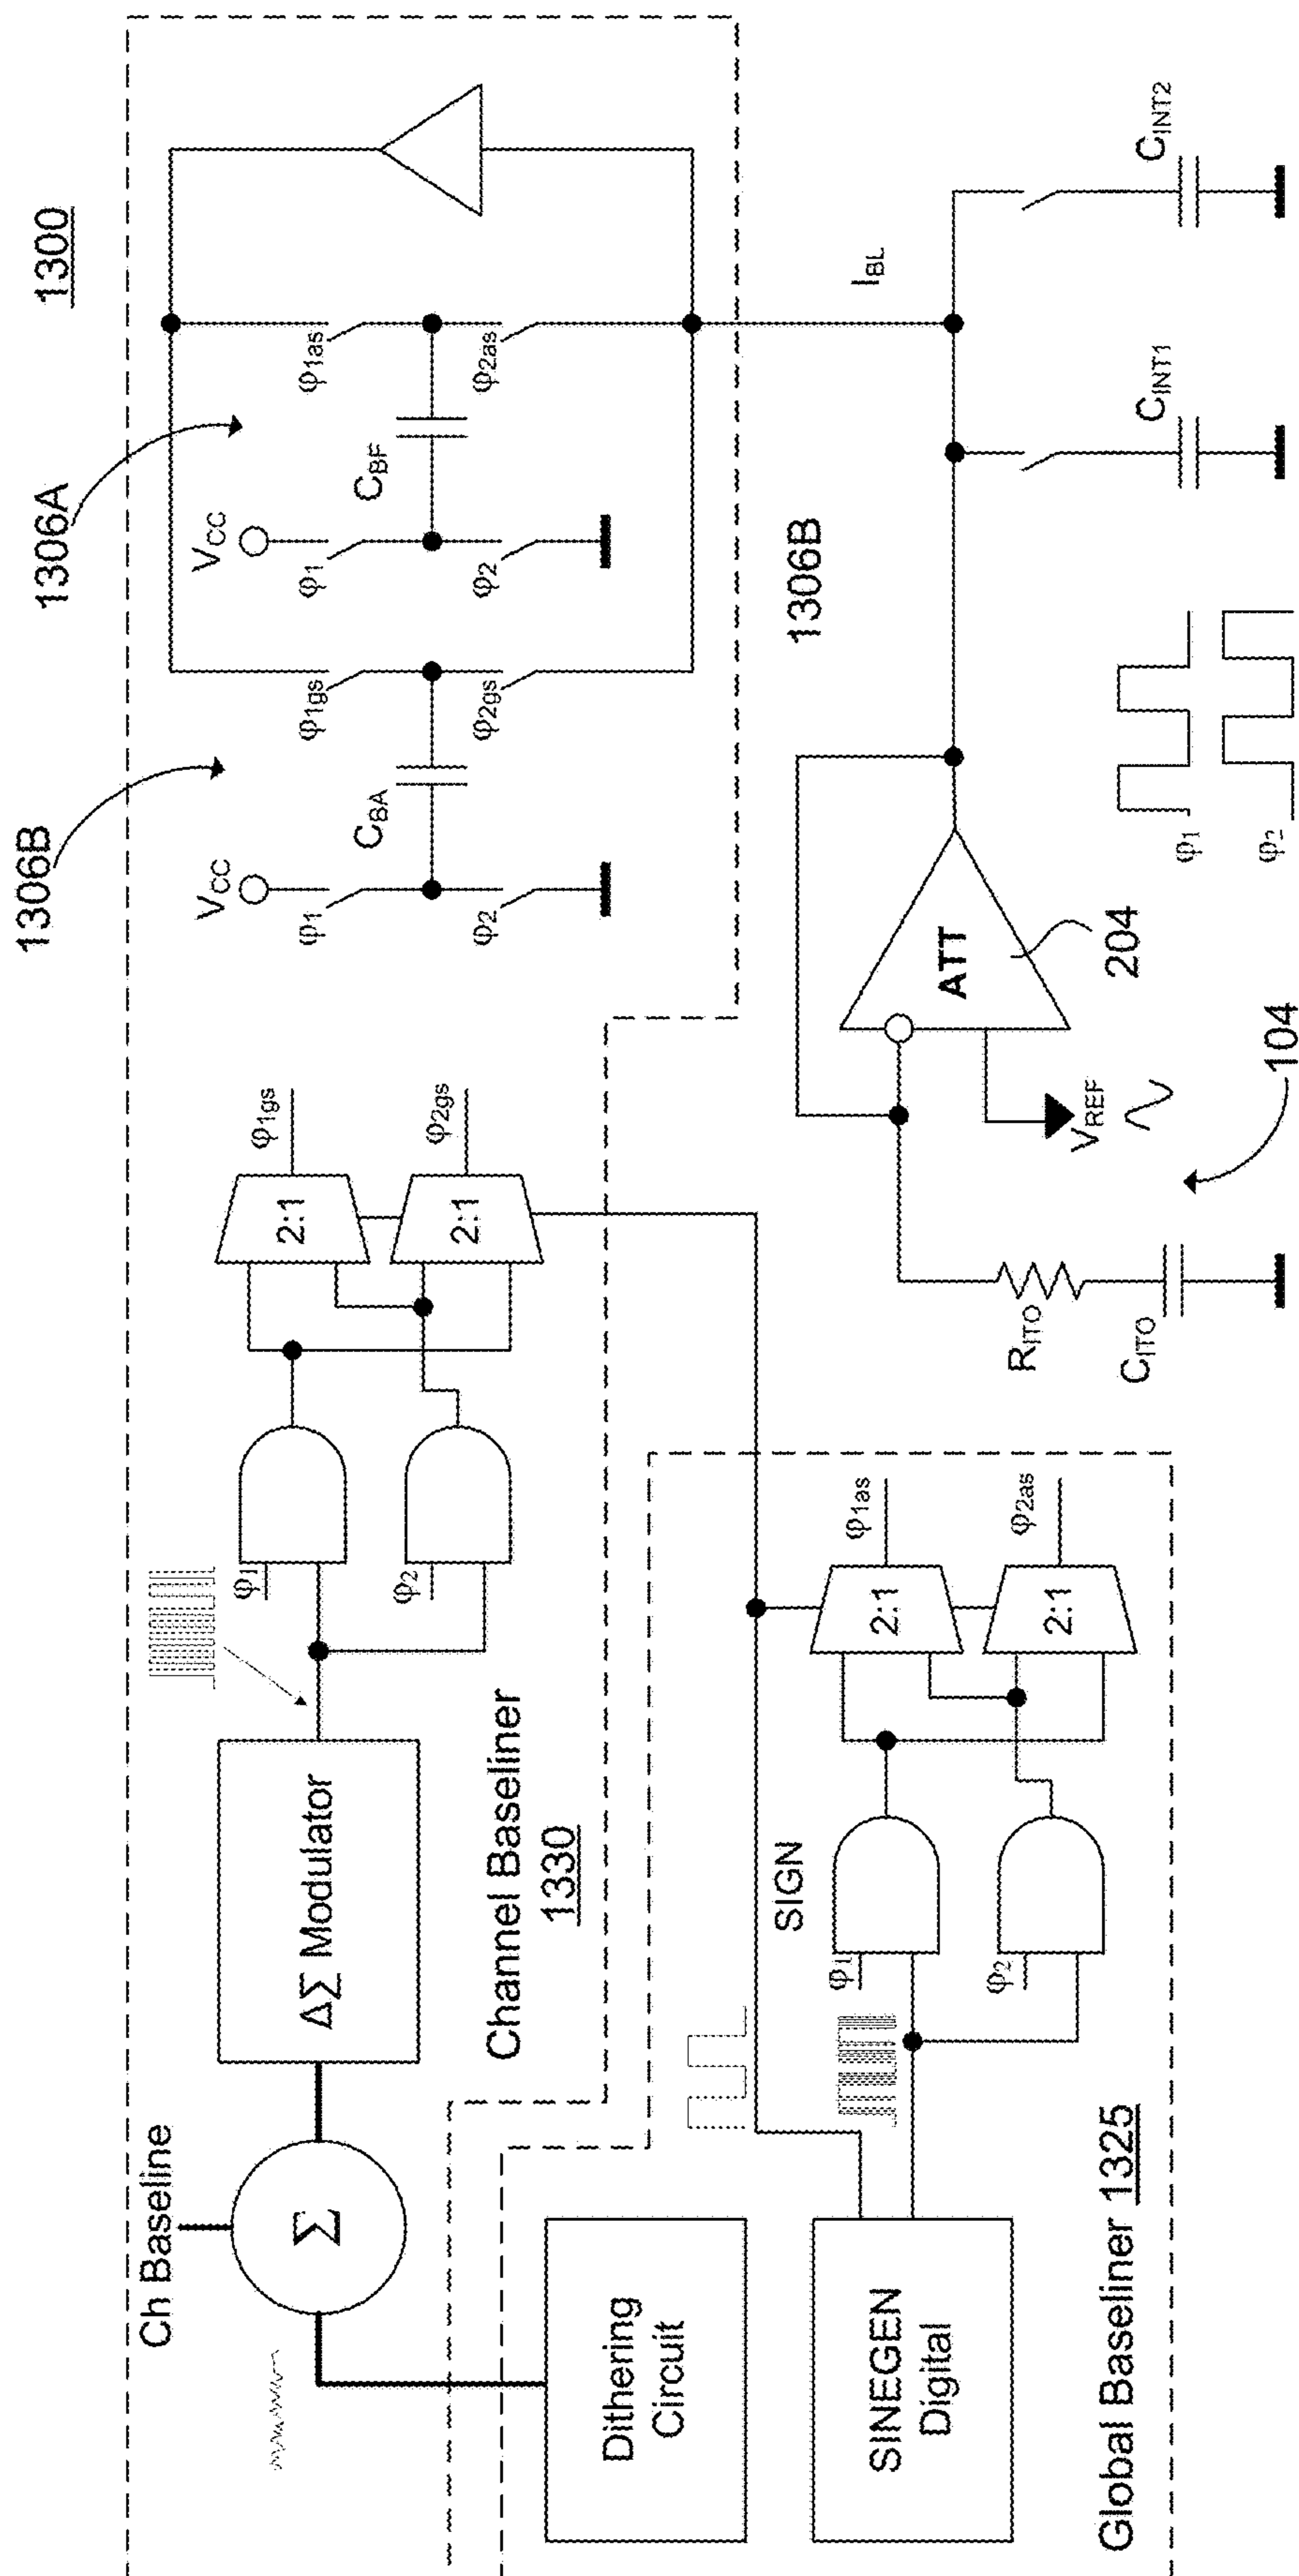 1300
1306A
1306B
Ch Baseline
Σ
ΔΣ Modulator
φ1
φ2
2:1
2:1
φ1gs
φ2gs
Channel Baseliner
1330
VCC
φ1
φ2
CBA
φ1gs
φ2gs
VCC
φ1
φ2
CBF
φ1as
φ2as
IBL
1306B
Dithering
Circuit
SINEGEN
Digital
SIGN
φ1
φ2
2:1
2:1
φ1as
φ2as
Global Baseliner 1325
RITO
CITO
104
VREF
ATT
204
φ1
φ2
CINT1
CINT2